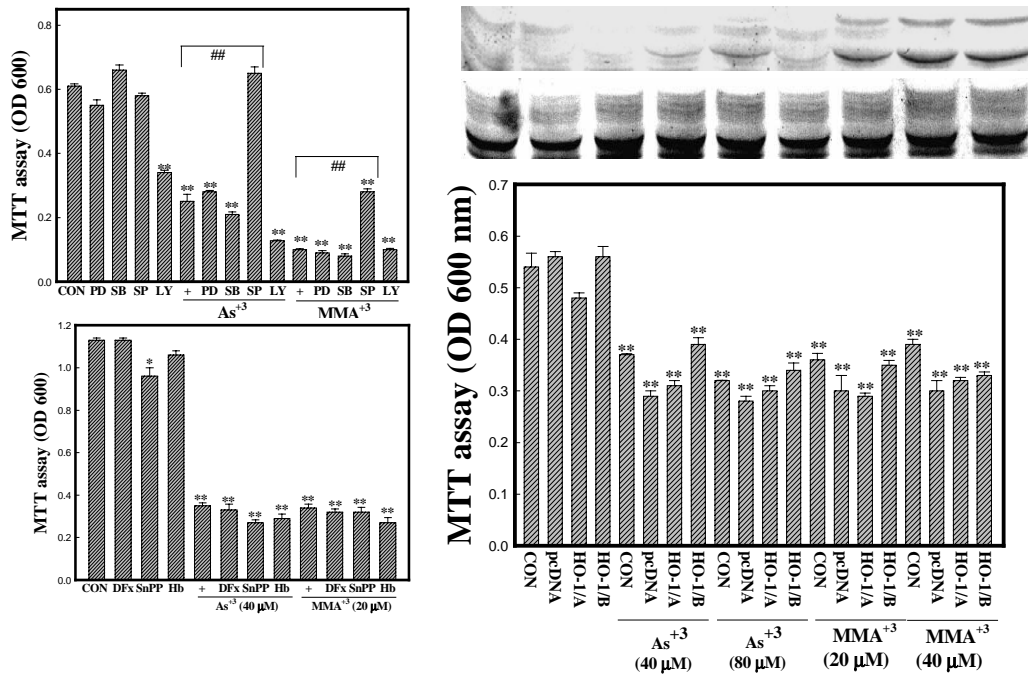 MTT assay (OD 600)
0.6
0.4
0.2
0.0
##
##
** ** ** ** ** ** ** ** ** **
CON PD SB SP LY + PD SB SP LY + PD SB SP LY
As+3 MMA+3
MTT assay (OD 600)
1.2
1.0
0.8
0.6
0.4
0.2
0.0
*
** ** ** ** ** ** ** **
CON DFx SnPP Hb + DFx SnPP Hb + DFx SnPP Hb
As+3 (40 µM) MMA+3 (20 µM)
MTT assay (OD 600 nm)
0.7
0.6
0.5
0.4
0.3
0.2
0.1
0.0
** ** ** ** ** ** ** ** ** ** ** ** ** ** ** **
CON pcDNA HO-1/A HO-1/B CON pcDNA HO-1/A HO-1/B CON pcDNA HO-1/A HO-1/B CON pcDNA HO-1/A HO-1/B CON pcDNA HO-1/A HO-1/B
As+3 As+3 MMA+3 MMA+3
(40 µM) (80 µM) (20 µM) (40 µM)